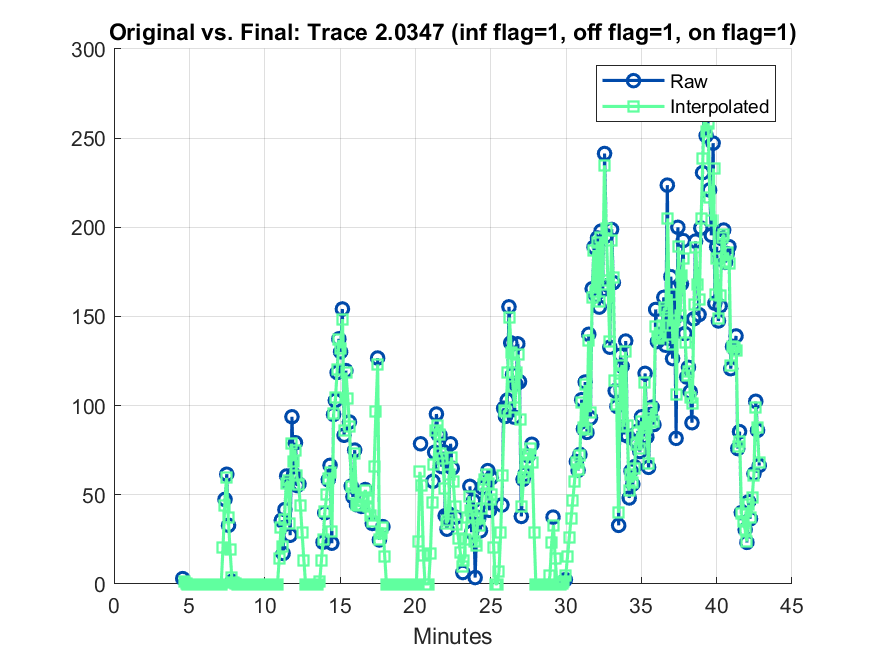 Original vs. Final: Trace 2.0347 (inf flag=1, off flag=1, on flag=1)
300
250
200
150
100
50
0
Raw
Interpolated
0 5 10 15 20 25 30 35 40 45
Minutes